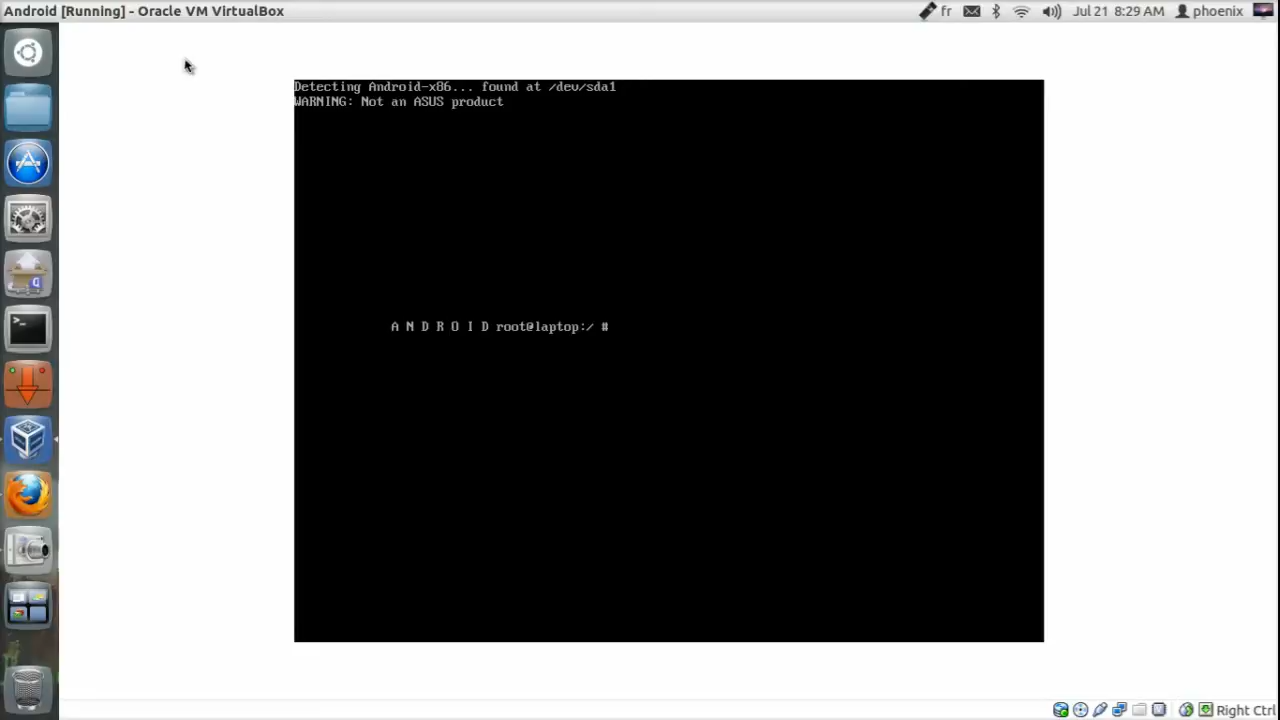 Android [Running] - Oracle VM VirtualBox
fr
Jul 21 8:29 AM
phoenix
Detecting Android-x86... found at /dev/sda1
WARNING: Not an ASUS product
A N D R O I D root@laptop:/ #
Right Ctrl